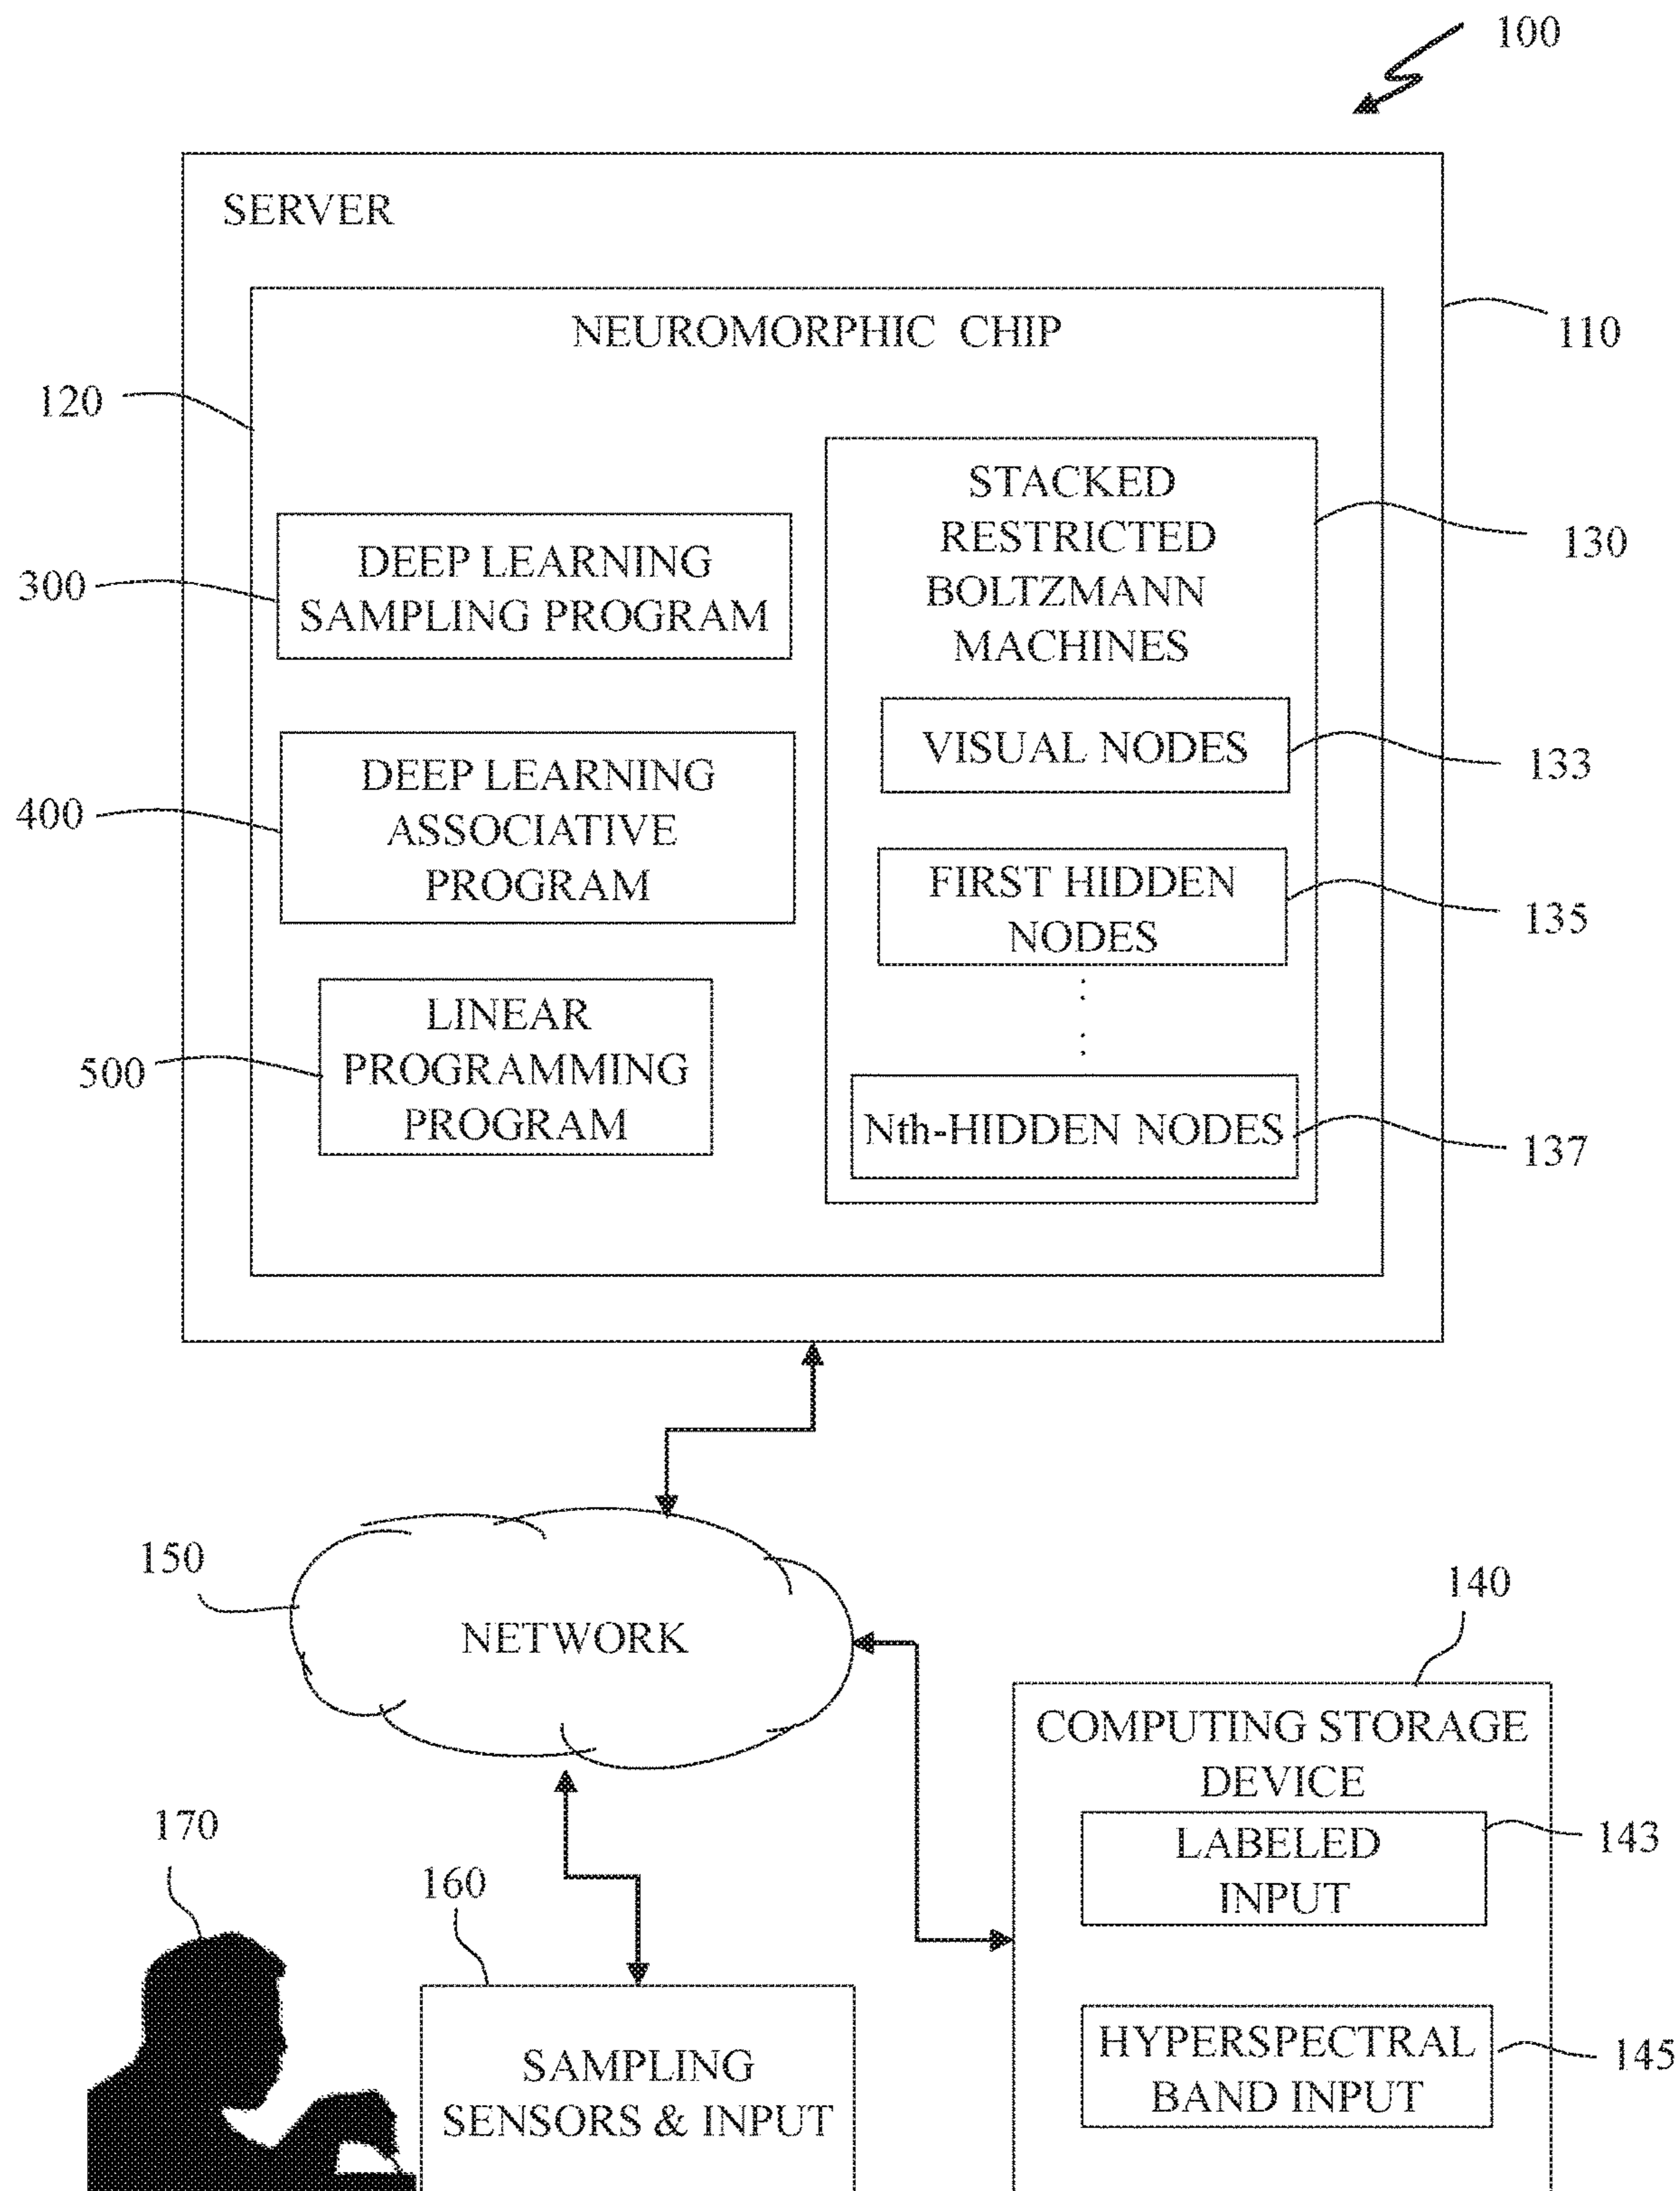 100
SERVER
NEUROMORPHIC CHIP
110
120
STACKED
RESTRICTED
BOLTZMANN
MACHINES
130
300
DEEP LEARNING
SAMPLING PROGRAM
VISUAL NODES
133
400
DEEP LEARNING
ASSOCIATIVE
PROGRAM
FIRST HIDDEN
NODES
135
500
LINEAR
PROGRAMMING
PROGRAM
Nth-HIDDEN NODES
137
150
NETWORK
140
COMPUTING STORAGE
DEVICE
LABELED
INPUT
143
170
160
SAMPLING
SENSORS & INPUT
HYPERSPECTRAL
BAND INPUT
145